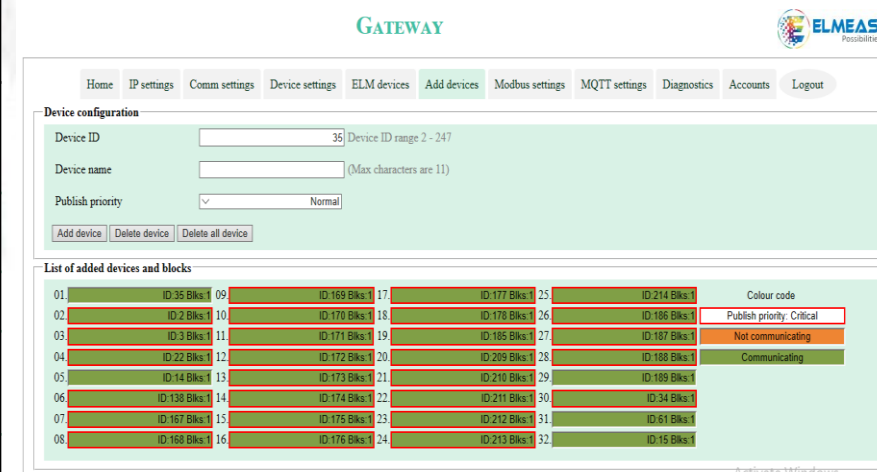 GATEWAY
ELMEAS
Possibilitie
Home IP settings Comm settings Device settings ELM devices Add devices Modbus settings MQTT settings Diagnostics Accounts Logout
Device configuration
Device ID 35 Device ID range 2 - 247
Device name (Max characters are 11)
Publish priority Normal
Add device Delete device Delete all device
List of added devices and blocks
01. ID:35 Blks:1 09. ID:169 Blks:1 17. ID:177 Blks:1 25. ID:214 Blks:1 Colour code
02. ID:2 Blks:1 10. ID:170 Blks:1 18. ID:178 Blks:1 26. ID:186 Blks:1 Publish priority: Critical
03. ID:3 Blks:1 11. ID:171 Blks:1 19. ID:185 Blks:1 27. ID:187 Blks:1 Not communicating
04. ID:22 Blks:1 12. ID:172 Blks:1 20. ID:209 Blks:1 28. ID:188 Blks:1 Communicating
05. ID:14 Blks:1 13. ID:173 Blks:1 21. ID:210 Blks:1 29. ID:189 Blks:1
06. ID:138 Blks:1 14. ID:174 Blks:1 22. ID:211 Blks:1 30. ID:34 Blks:1
07. ID:167 Blks:1 15. ID:175 Blks:1 23. ID:212 Blks:1 31. ID:61 Blks:1
08. ID:168 Blks:1 16. ID:176 Blks:1 24. ID:213 Blks:1 32. ID:15 Blks:1
Activate Windows